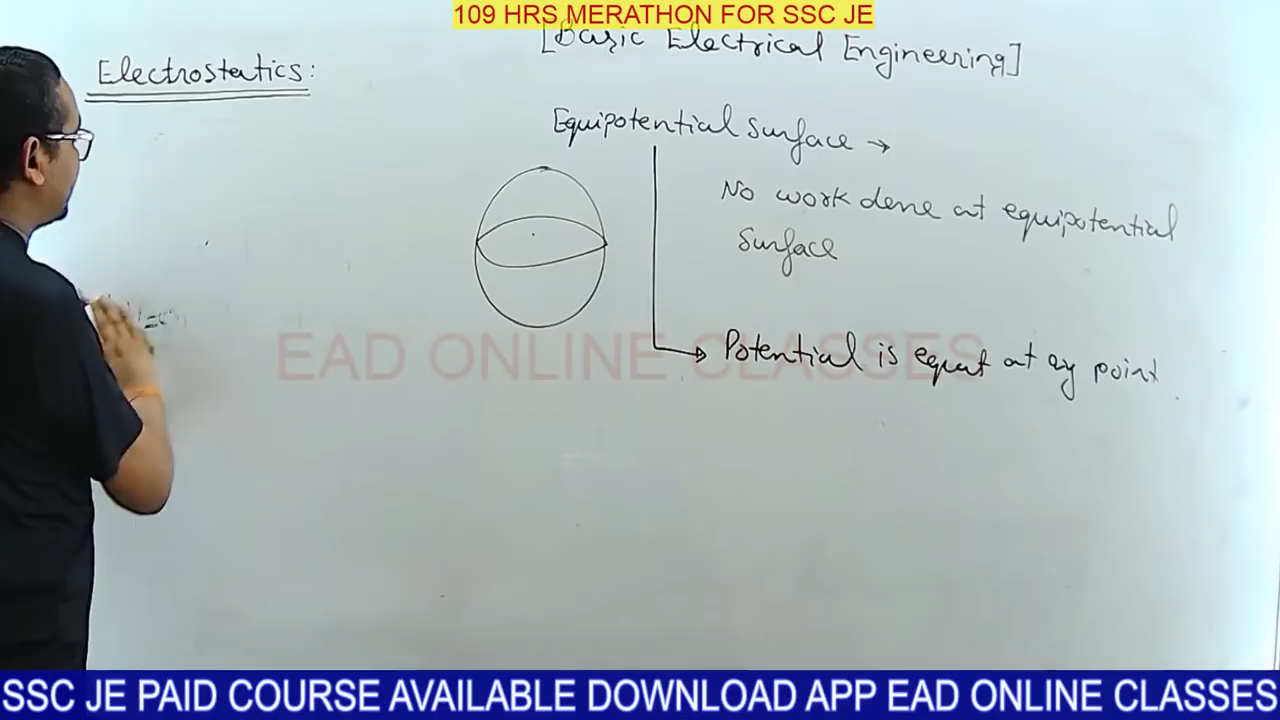 109 HRS MERATHON FOR SSC JE
[Basic Electrical Engineering]
Electrostatics:
Equipotential Surface →
No work done at equipotential
Surface
EAD ONLINE CLASSES
Potential is equal at any point
SSC JE PAID COURSE AVAILABLE DOWNLOAD APP EAD ONLINE CLASSES